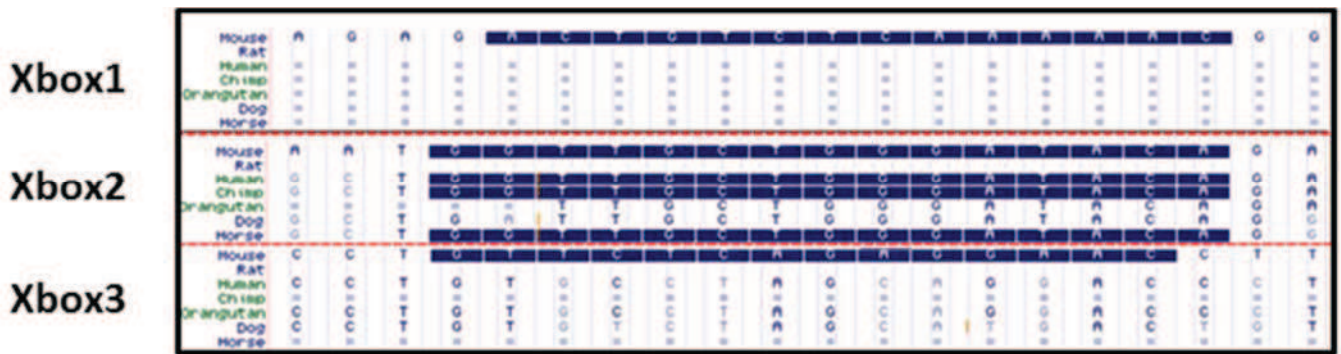 Xbox1
Mouse A G A G A C T G T C T C A A A A A C G G
Rat
Human = = = = = = = = = = = = = = = = = = = =
Chimp = = = = = = = = = = = = = = = = = = = =
Orangutan = = = = = = = = = = = = = = = = = = = =
Dog = = = = = = = = = = = = = = = = = = = =
Horse = = = = = = = = = = = = = = = = = = = =
Xbox2
Mouse A A T G G T T G C T G G G A T A C A G A
Rat
Human G C T G G T T G C T G G G A T A C A G A
Chimp G C T G G T T G C T G G G A T A C A G A
Orangutan = = = = = T T G C T G G G A T A C A G A
Dog G C T G A T T G C T G G G A T A C A G G
Horse G C T G G T T G C T G G G A T A C A G G
Xbox3
Mouse C C T G T T C T C A G A G G A A C C T T
Rat
Human C C T G T G C C T A G C A G G A C C C T
Chimp = = = = = = = = = = = = = = = = = = = =
Orangutan C C T G T G C C T A G C A G G A C C C T
Dog C C T G T G T C T A G C A T G A C T G T
Horse = = = = = = = = = = = = = = = = = = = =